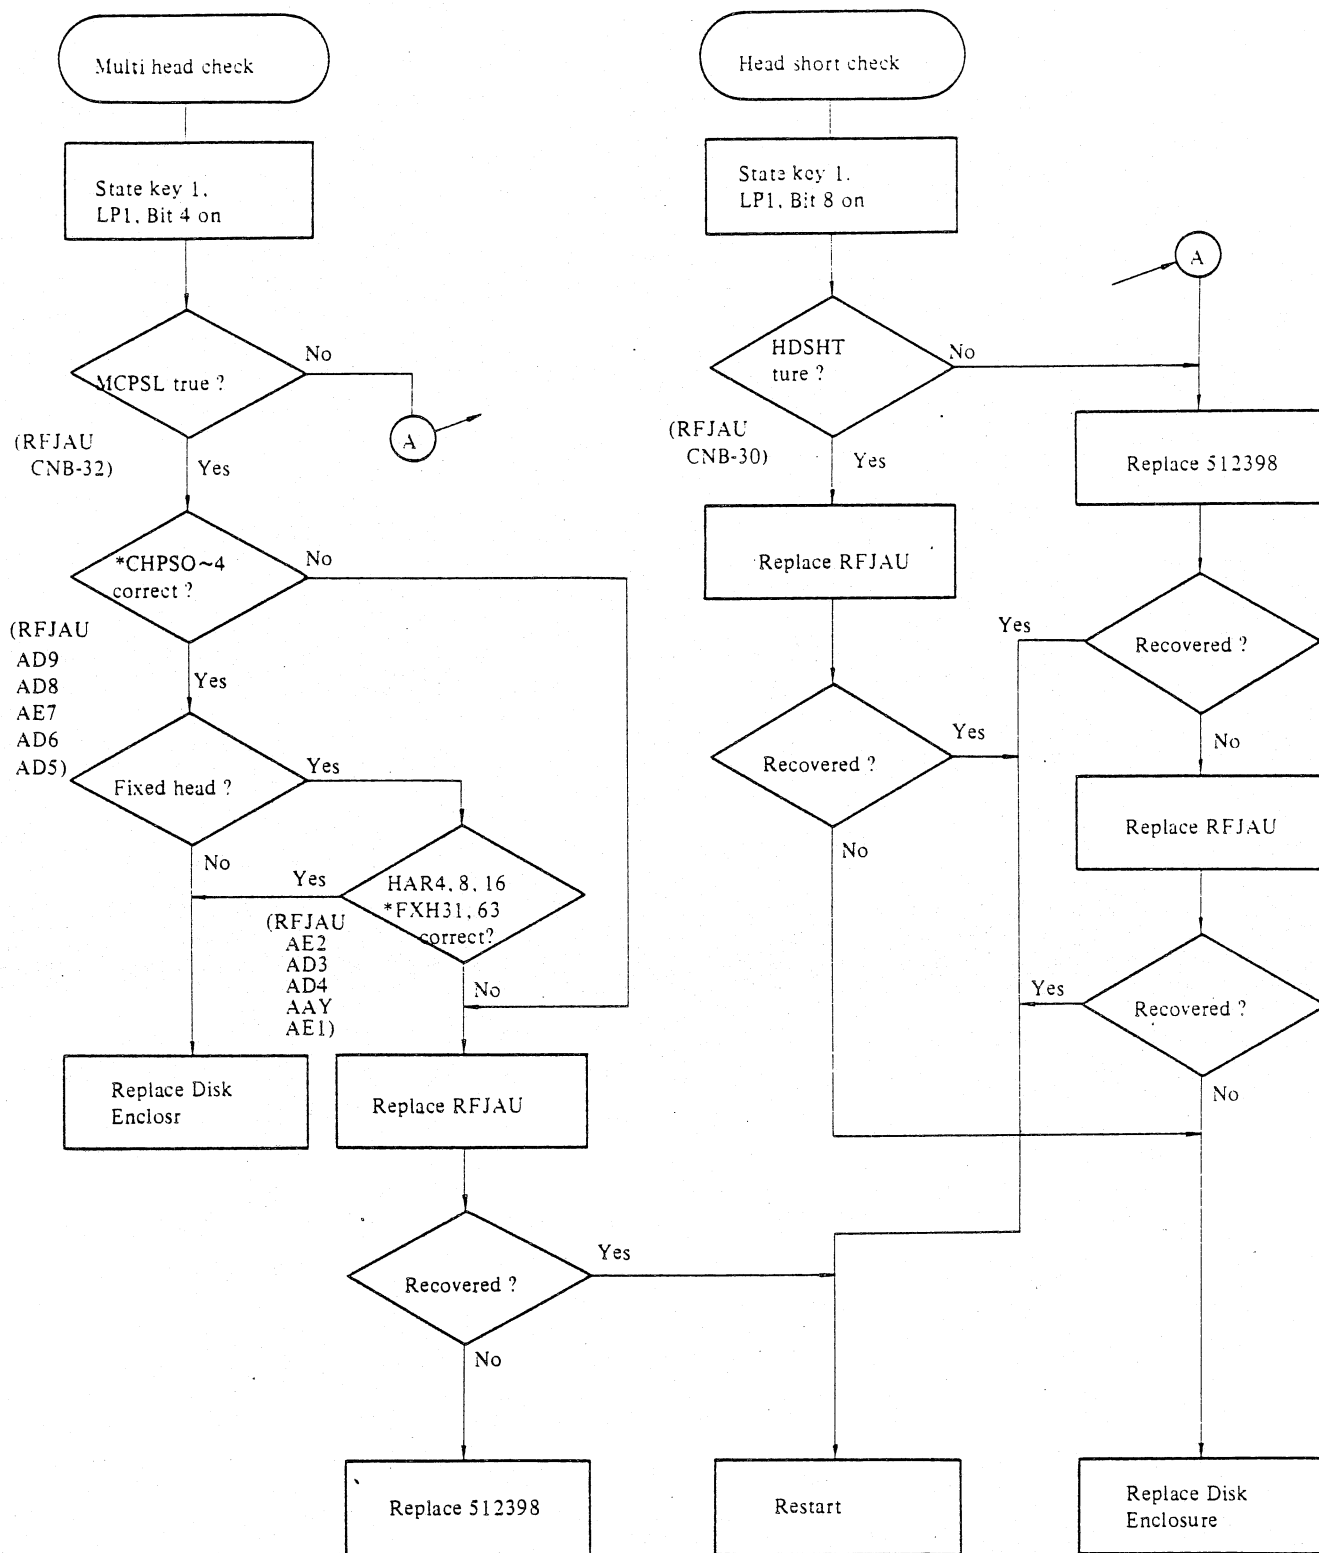 Multi head check
State key 1,
LP1, Bit 4 on
MCPSL true ?
No
A
(RFJAU
CNB-32)
Yes
*CHPSO~4
correct ?
No
(RFJAU
AD9
AD8
AE7
AD6
AD5)
Yes
Fixed head ?
Yes
No
HAR4, 8, 16
*FXH31, 63
correct?
Yes
(RFJAU
AE2
AD3
AD4
AAY
AE1)
No
Replace Disk
Enclosr
Replace RFJAU
Recovered ?
Yes
No
Replace 512398
Head short check
State key 1.
LP1, Bit 8 on
HDSHT
ture ?
No
(RFJAU
CNB-30)
Yes
Replace RFJAU
Recovered ?
Yes
No
A
Replace 512398
Recovered ?
Yes
No
Replace RFJAU
Recovered ?
Yes
No
Restart
Replace Disk
Enclosure